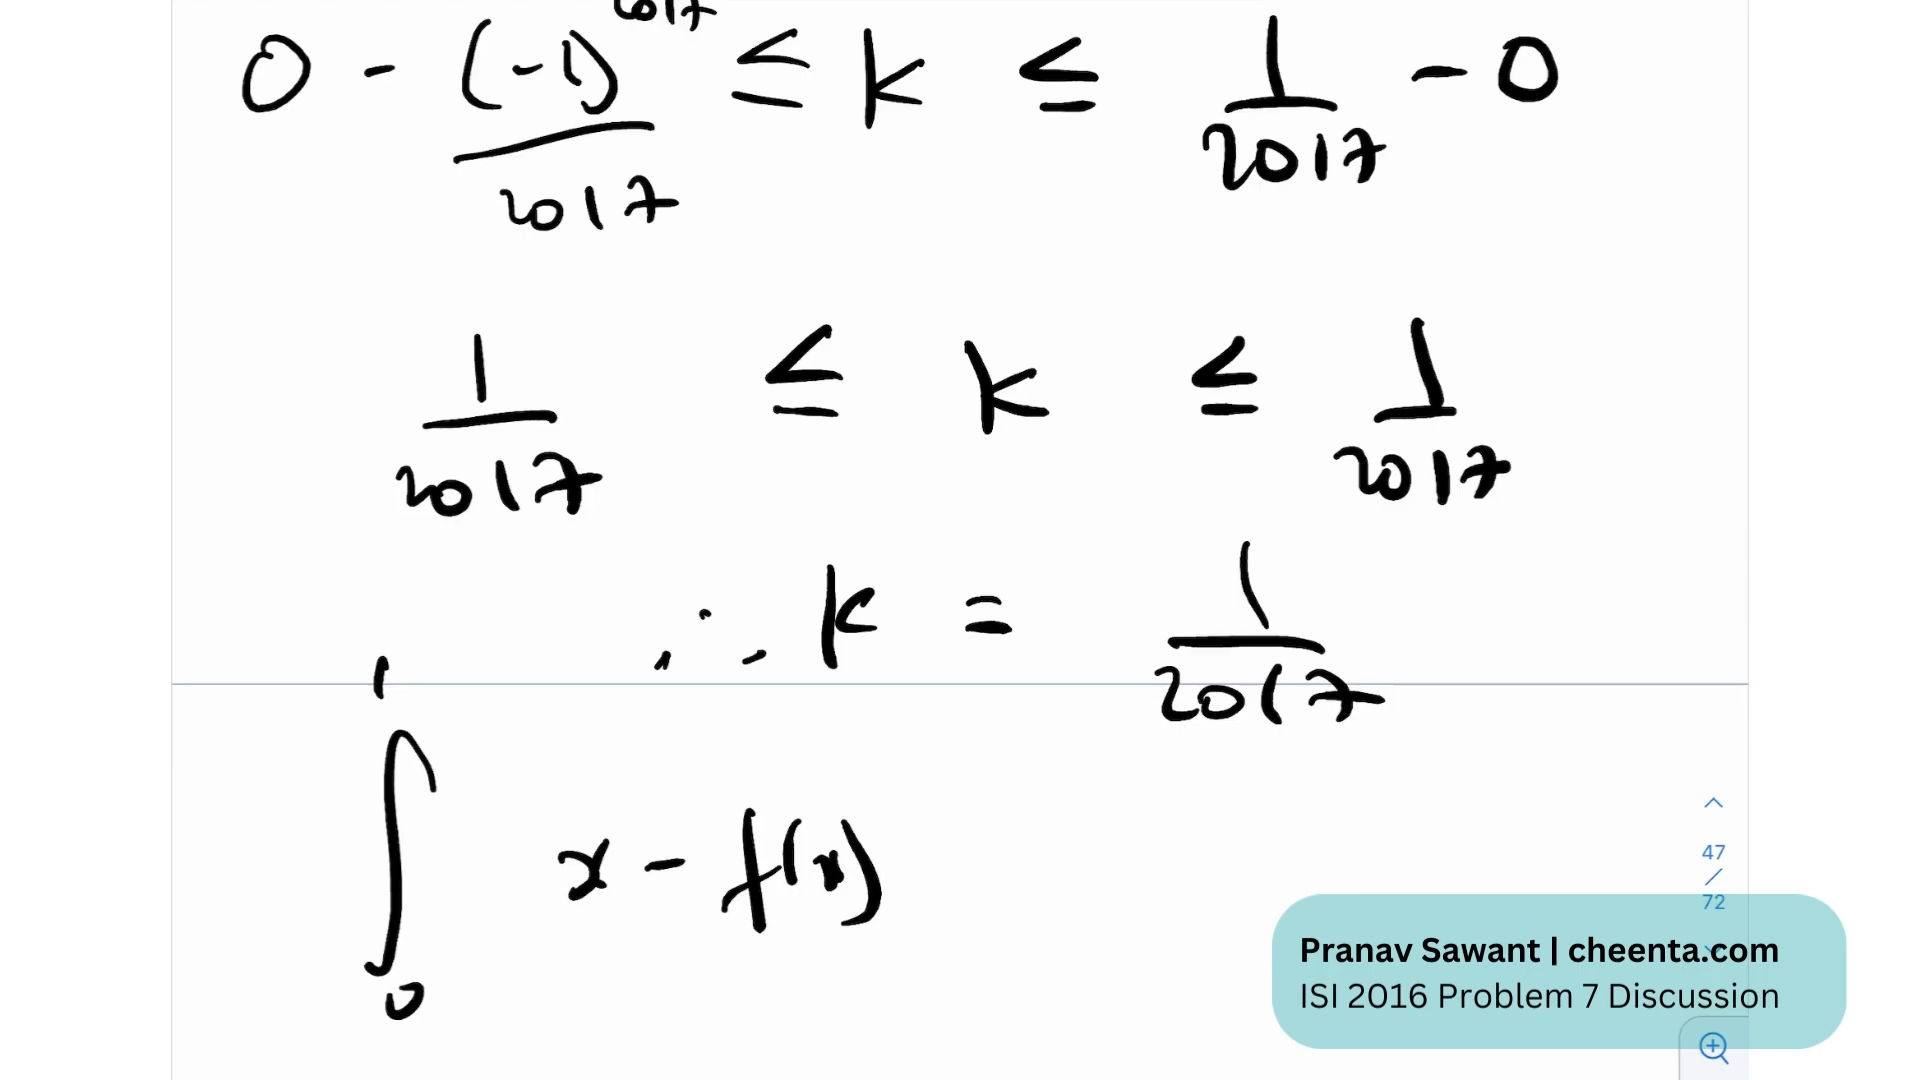 0 - (-1)^2017 / 2017 ≤ k ≤ 1/2017 - 0
1/2017 ≤ k ≤ 1/2017
∴ k = 1/2017
∫₀¹ x - f(x)
47
/
72
Pranav Sawant | cheenta.com
ISI 2016 Problem 7 Discussion